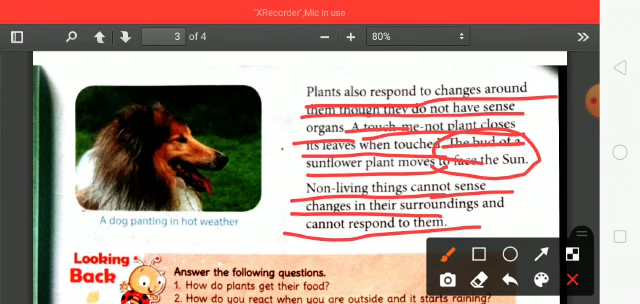 "XRecorder",Mic in use
3 of 4
80%
Plants also respond to changes around
them though they do not have sense
organs. A touch-me-not plant closes
its leaves when touched. The bud of a
sunflower plant moves to face the Sun.
Non-living things cannot sense
changes in their surroundings and
cannot respond to them.
A dog panting in hot weather
Looking
Back
Answer the following questions.
1. How do plants get their food?
2. How do you react when you are outside and it starts raining?